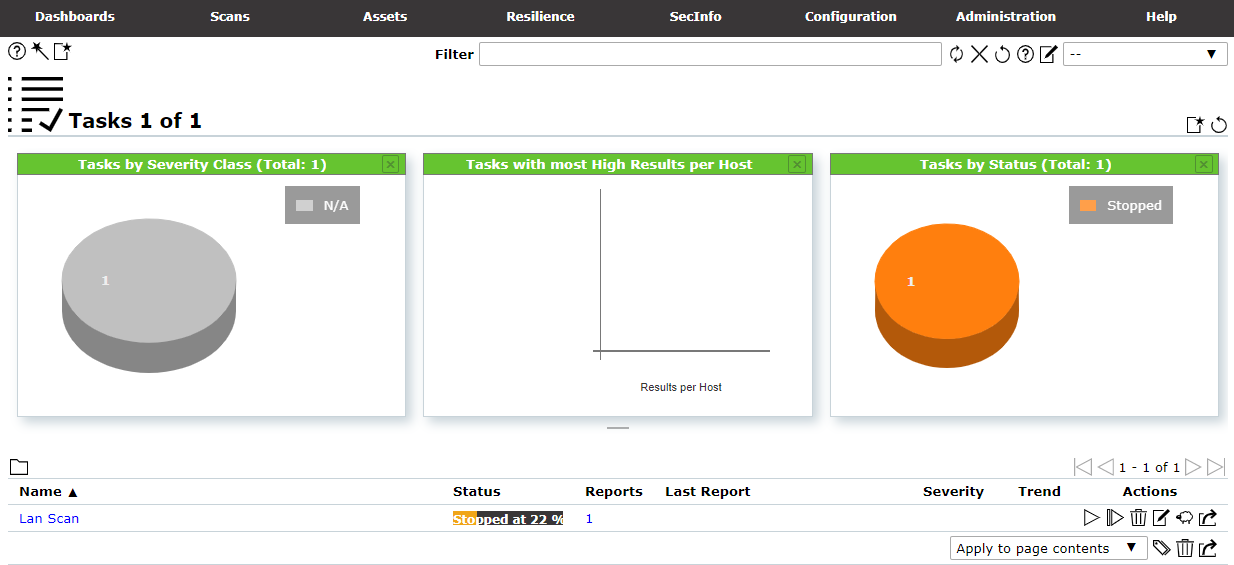 Dashboards Scans Assets Resilience SecInfo Configuration Administration Help
Filter --
Tasks 1 of 1
Tasks by Severity Class (Total: 1)
N/A
1
Tasks with most High Results per Host
Results per Host
Tasks by Status (Total: 1)
Stopped
1
1 - 1 of 1
Name ▲ Status Reports Last Report Severity Trend Actions
Lan Scan Stopped at 22 % 1
Apply to page contents ▼